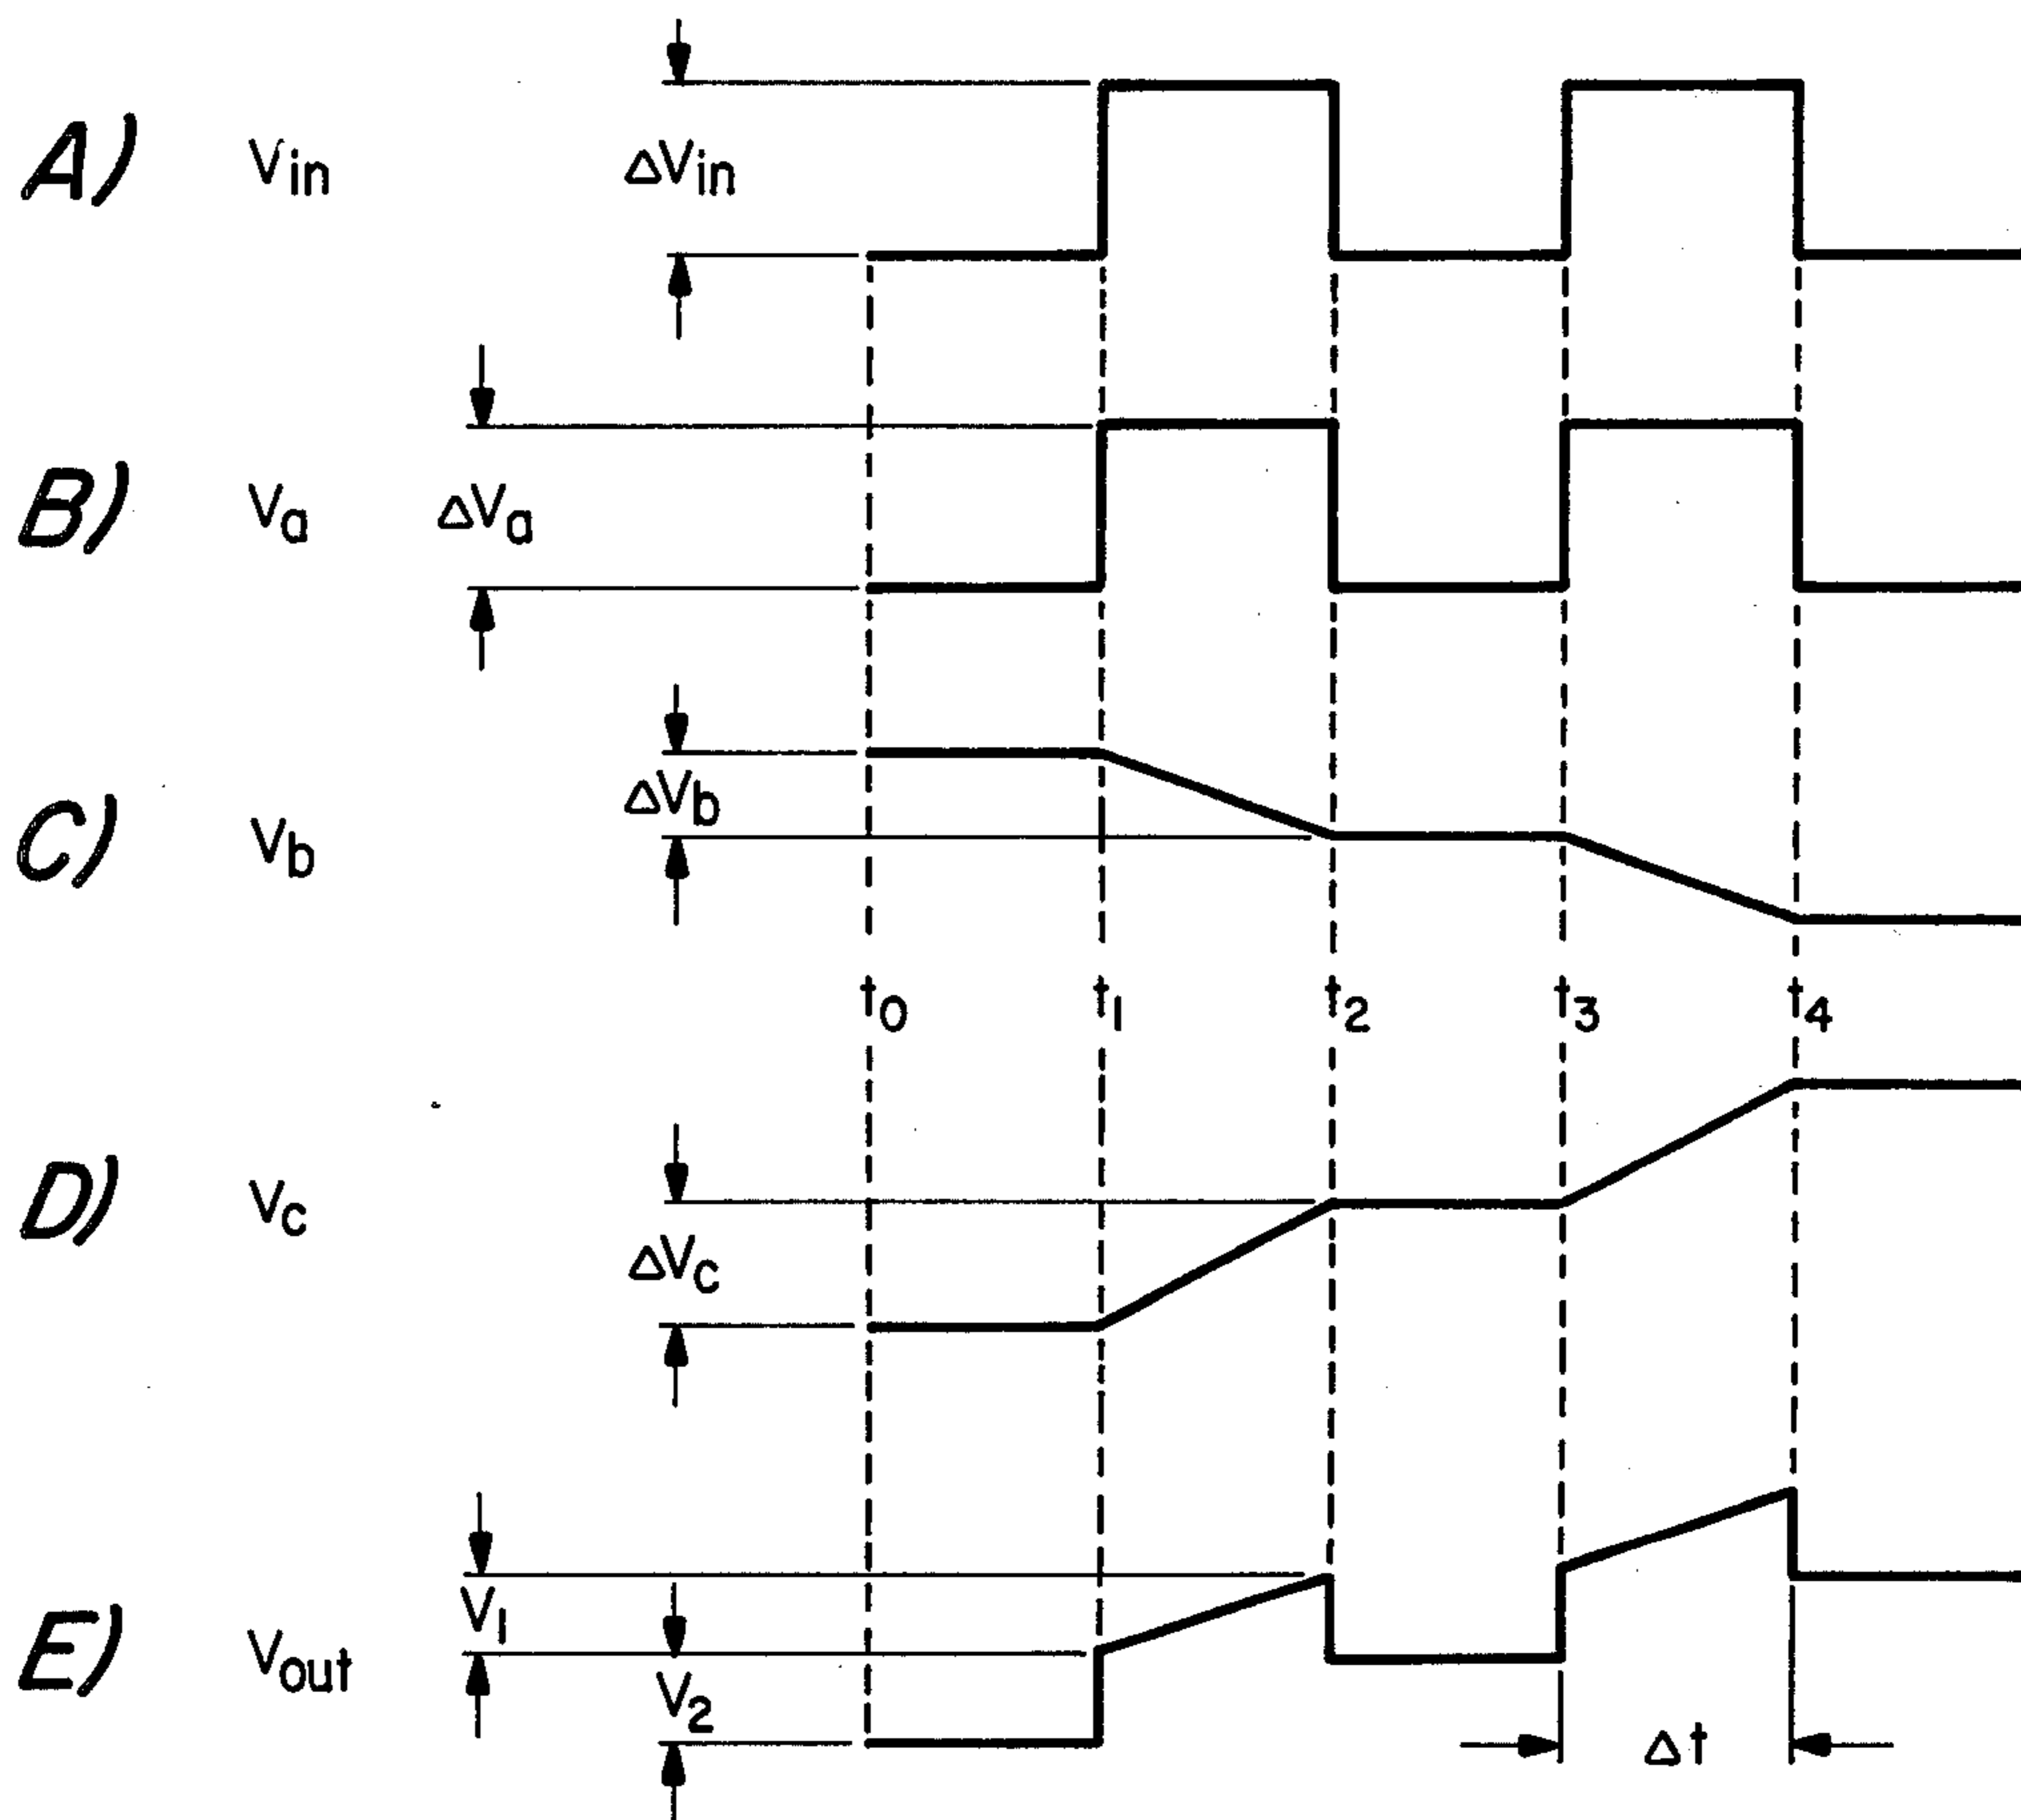 A) Vin ΔVin
B) Va ΔVa
C) Vb ΔVb
t0 t1 t2 t3 t4
D) Vc ΔVc
E) Vout V1 V2 Δt